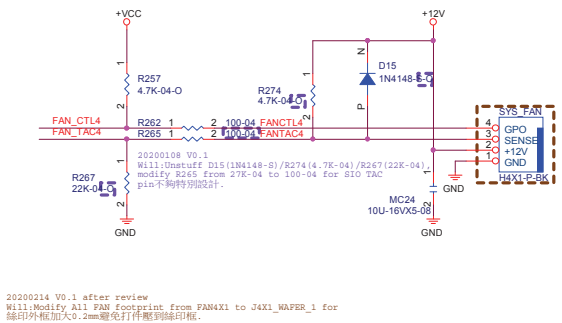 +VCC
+12V
R257
4.7K-04-O
R274
4.7K-04-O
D15
1N4148-S-O
N
P
SYS_FAN
FAN_CTL4
R262 1 2 100-04 FANCTL4
4 GPO
FAN_TAC4
R265 1 2 100-04 FANTAC4
3 SENSE
2 +12V
1 GND
H4X1-P-BK
20200108 V0.1
Will:Unstuff D15(1N4148-S)/R274(4.7K-04)/R267(22K-04),
modify R265 from 27K-04 to 100-04 for SIO TAC
pin不夠特別設計.
R267
22K-04-O
GND
MC24
10U-16VX5-08
GND
GND
20200214 V0.1 after review
Will:Modify All FAN footprint from FAN4X1 to J4X1_WAFER_1 for
絲印外框加大0.2mm避免打件壓到絲印框.